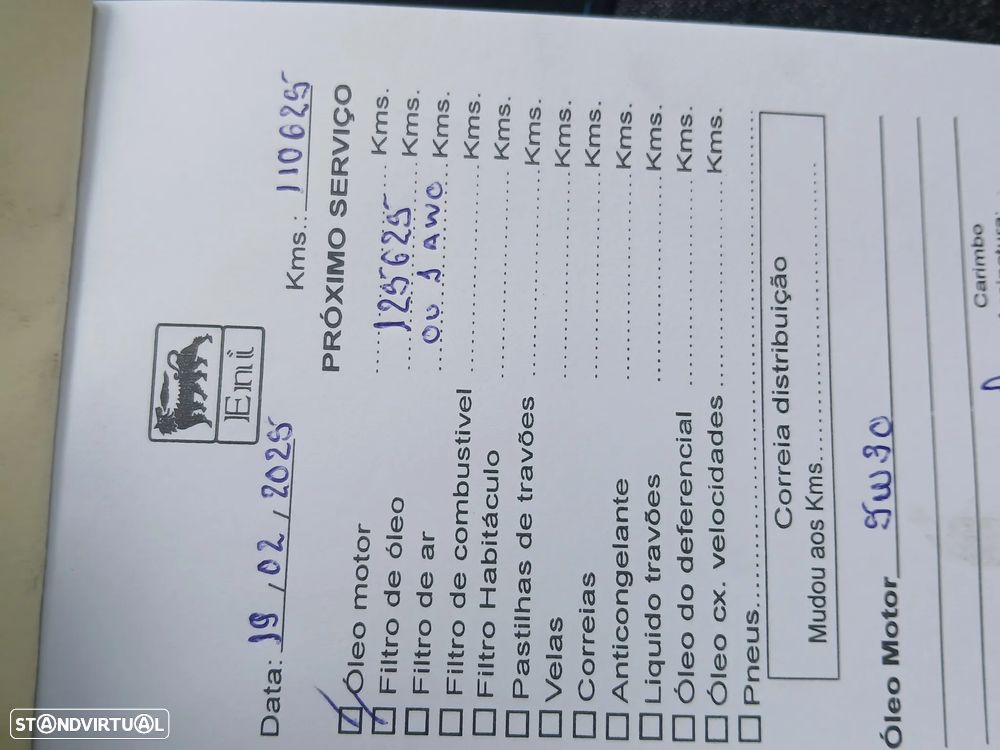 Eni
Data: 19 / 02 / 2025 Kms.: 110625
PRÓXIMO SERVIÇO
Óleo motor ........ Kms.
Filtro de óleo ..... 125625 ..... Kms.
Filtro de ar ..... OU 1 ANO ..... Kms.
Filtro de combustivel ........ Kms.
Filtro Habitáculo ........ Kms.
Pastilhas de travões ........ Kms.
Velas ........ Kms.
Correias ........ Kms.
Anticongelante ........ Kms.
Liquido travões ........ Kms.
Óleo do deferencial ........ Kms.
Óleo cx. velocidades ........ Kms.
Pneus........
Correia distribuição
Mudou aos Kms........
Óleo Motor 5W30
Carimbo
STANDVIRTUAL